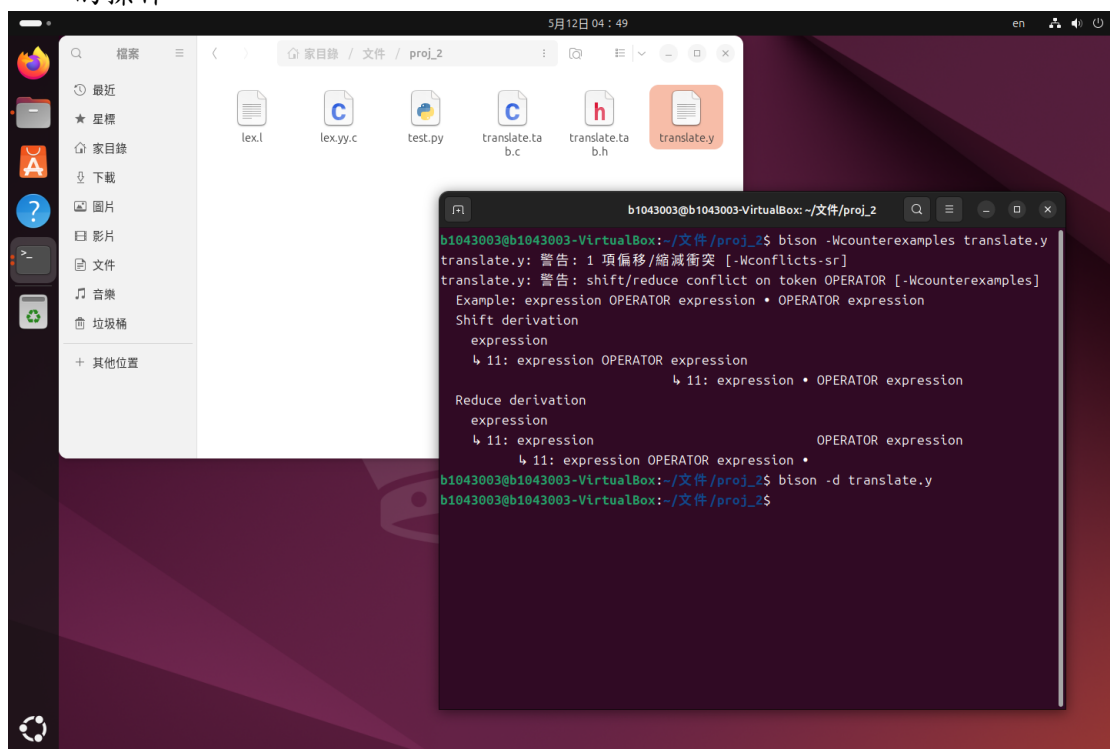 5月12日 04：49
en
檔案
家目錄 / 文件 / proj_2
最近
星標
家目錄
下載
圖片
影片
文件
音樂
垃圾桶
+ 其他位置
lex.l
lex.yy.c
test.py
translate.ta
b.c
translate.ta
b.h
translate.y
b1043003@b1043003-VirtualBox: ~/文件/proj_2
b1043003@b1043003-VirtualBox:~/文件/proj_2$ bison -Wcounterexamples translate.y
translate.y: 警告: 1 項偏移/縮減衝突 [-Wconflicts-sr]
translate.y: 警告: shift/reduce conflict on token OPERATOR [-Wcounterexamples]
Example: expression OPERATOR expression • OPERATOR expression
Shift derivation
expression
↳ 11: expression OPERATOR expression
↳ 11: expression • OPERATOR expression
Reduce derivation
expression
↳ 11: expression OPERATOR expression
↳ 11: expression OPERATOR expression •
b1043003@b1043003-VirtualBox:~/文件/proj_2$ bison -d translate.y
b1043003@b1043003-VirtualBox:~/文件/proj_2$